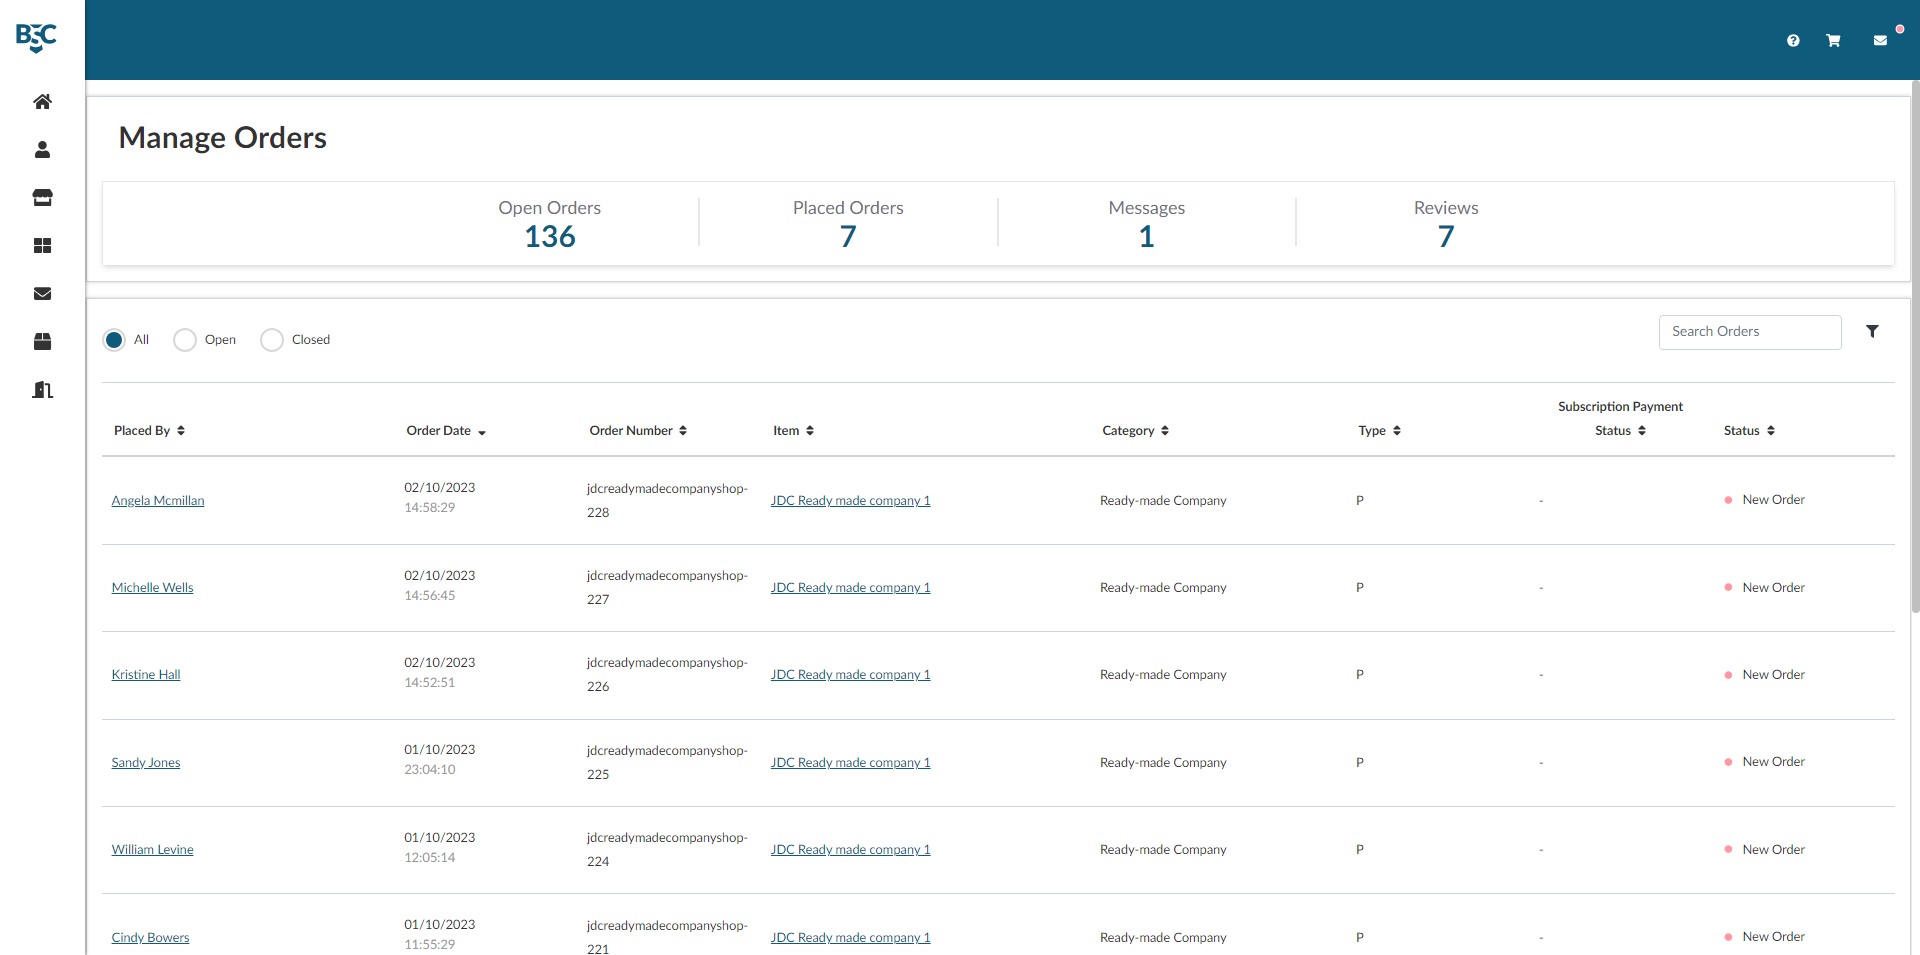 BSC
Manage Orders
Open Orders Placed Orders Messages Reviews
136 7 1 7
All Open Closed Search Orders
Subscription Payment
Placed By Order Date Order Number Item Category Type Status Status
Angela Mcmillan 02/10/2023 14:58:29 jdcreadymadecompanyshop-228 JDC Ready made company 1 Ready-made Company P - New Order
Michelle Wells 02/10/2023 14:56:45 jdcreadymadecompanyshop-227 JDC Ready made company 1 Ready-made Company P - New Order
Kristine Hall 02/10/2023 14:52:51 jdcreadymadecompanyshop-226 JDC Ready made company 1 Ready-made Company P - New Order
Sandy Jones 01/10/2023 23:04:10 jdcreadymadecompanyshop-225 JDC Ready made company 1 Ready-made Company P - New Order
William Levine 01/10/2023 12:05:14 jdcreadymadecompanyshop-224 JDC Ready made company 1 Ready-made Company P - New Order
Cindy Bowers 01/10/2023 11:55:29 jdcreadymadecompanyshop-221 JDC Ready made company 1 Ready-made Company P - New Order